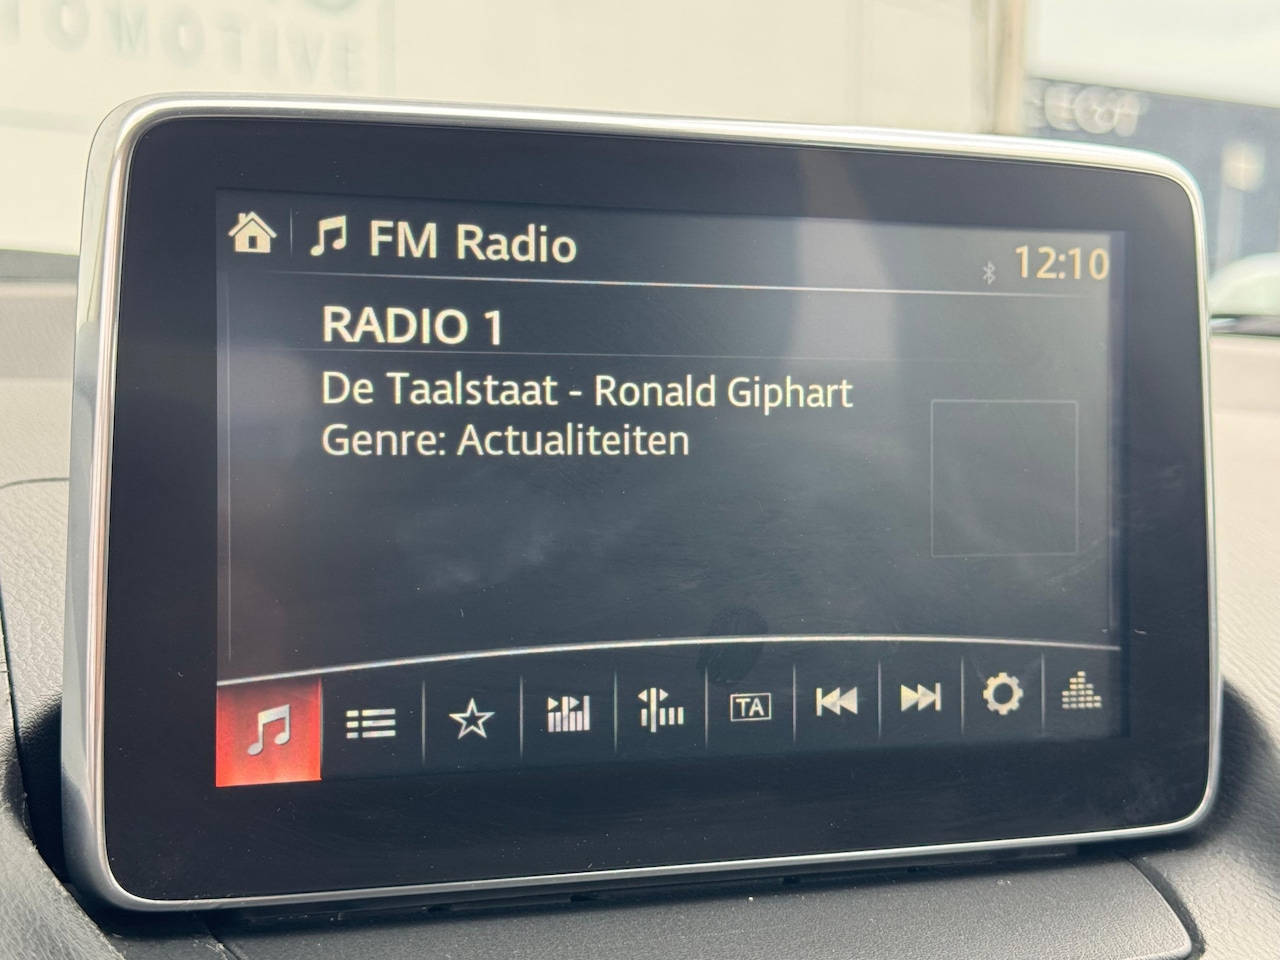 FM Radio
12:10
RADIO 1
De Taalstaat - Ronald Giphart
Genre: Actualiteiten
TA